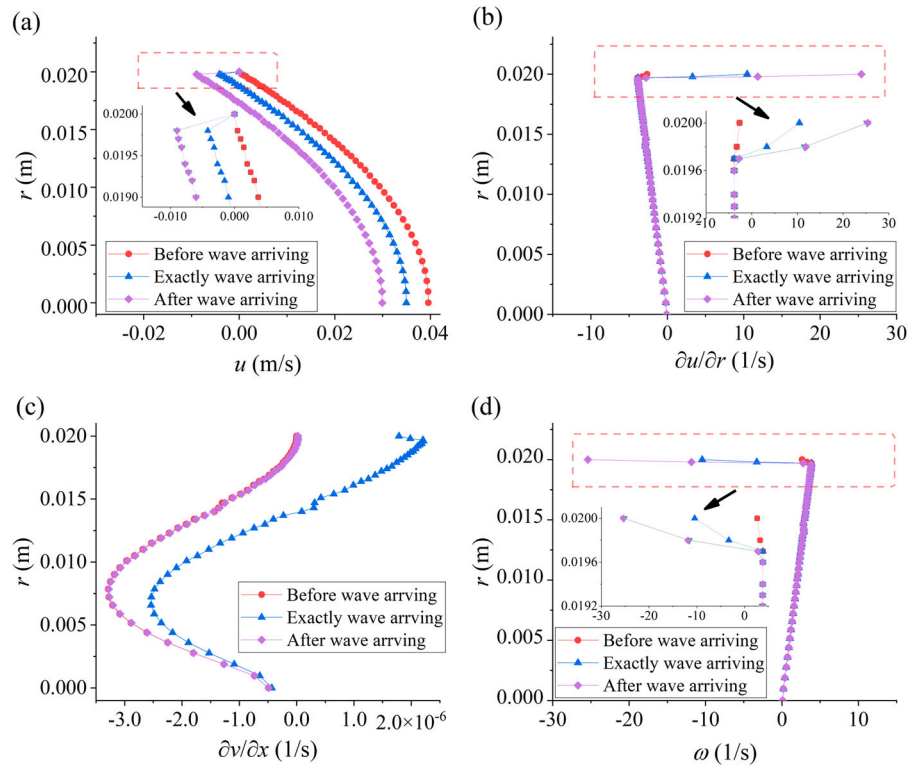 (a)
0.020
0.015
0.010
0.005
0.000
r (m)
0.0200
0.0195
0.0190
-0.010
0.000
0.010
Before wave arriving
Exactly wave arriving
After wave arriving
-0.02
0.00
0.02
0.04
u (m/s)
(b)
0.020
0.015
0.010
0.005
0.000
r (m)
0.0200
0.0198
0.0196
0.0194
0.0192
-10 0 10 20 30
Before wave arriving
Exactly wave arriving
After wave arriving
-10 0 10 20 30
∂u/∂r (1/s)
(c)
0.020
0.015
0.010
0.005
0.000
r (m)
Before wave arving
Exactly wave arrving
After wave arrving
-3.0 -2.0 -1.0 0.0 1.0 2.0×10⁻⁶
∂v/∂x (1/s)
(d)
0.020
0.015
0.010
0.005
0.000
r (m)
0.0200
0.0196
0.0192
-30 -20 -10 0
Before wave arriving
Exactly wave arriving
After wave arriving
-30 -20 -10 0 10
ω (1/s)